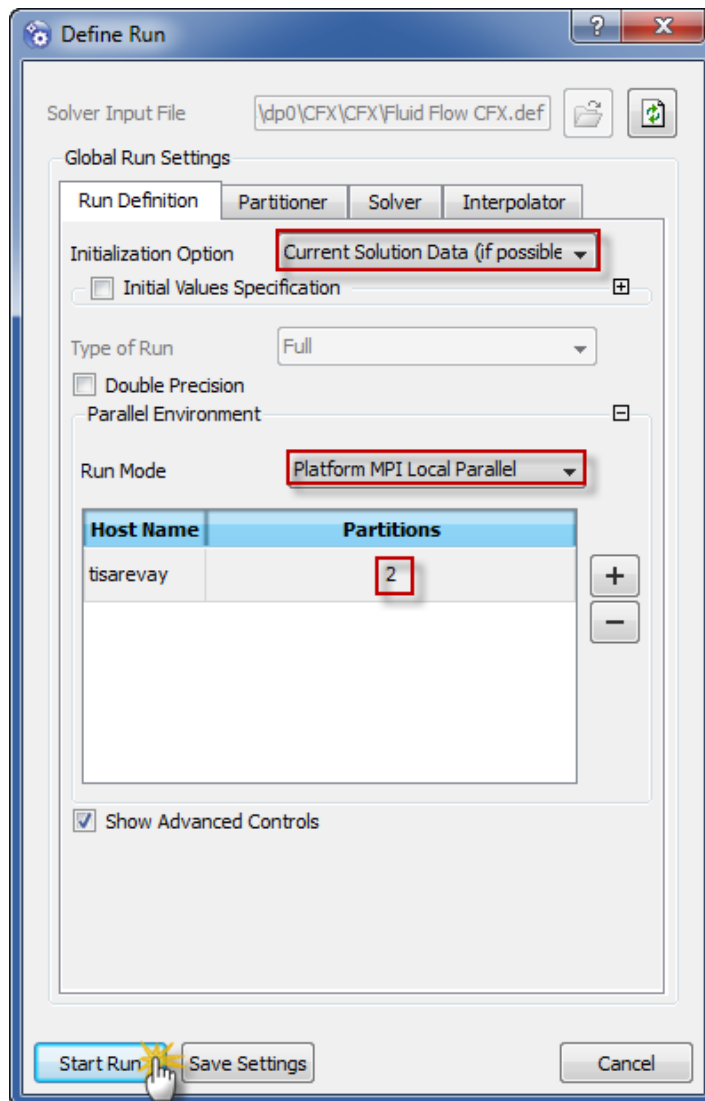 Define Run
Solver Input File \dp0\CFX\CFX\Fluid Flow CFX.def
Global Run Settings
Run Definition Partitioner Solver Interpolator
Initialization Option Current Solution Data (if possible
Initial Values Specification
Type of Run Full
Double Precision
Parallel Environment
Run Mode Platform MPI Local Parallel
Host Name Partitions
tisarevay 2
Show Advanced Controls
Start Run Save Settings Cancel